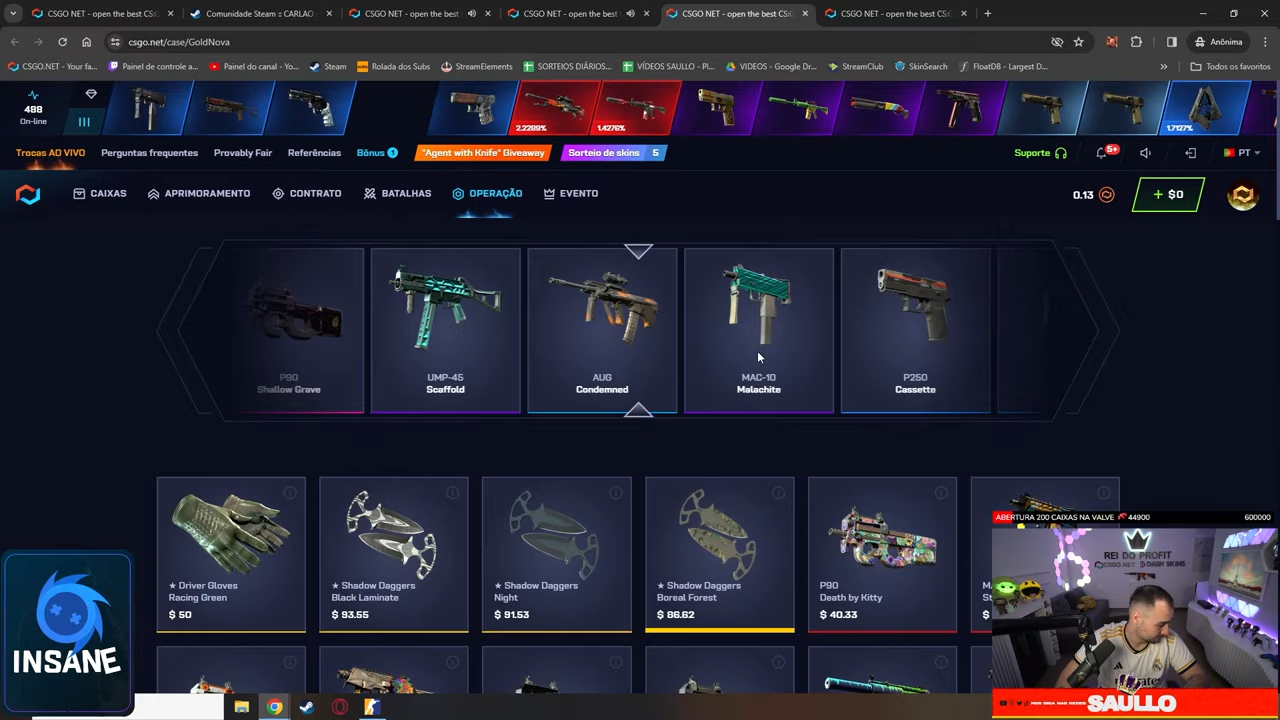 CSGO NET - open the best CS:
Comunidade Steam :: CARLAO
CSGO NET - open the best
CSGO NET - open the best
CSGO NET - open the best CS:
CSGO NET - open the best CS:
csgo.net/case/GoldNova
Anônima
CSGO.NET - Your fa...
Painel de controle a...
Painel do canal - Yo...
Steam
Rolada dos Subs
StreamElements
SORTEIOS DIÁRIOS...
VÍDEOS SAULLO - Pl...
VIDEOS - Google Dr...
StreamClub
SkinSearch
FloatDB - Largest D...
Todos os favoritos
488
On-line
2.2289%
1.4276%
1.7127%
Trocas AO VIVO
Perguntas frequentes
Provably Fair
Referências
Bônus 1
"Agent with Knife" Giveaway
Sorteio de skins 5
Suporte
5+
PT
CAIXAS
APRIMORAMENTO
CONTRATO
BATALHAS
OPERAÇÃO
EVENTO
0.13
+ $0
P90
Shallow Grave
UMP-45
Scaffold
AUG
Condemned
MAC-10
Malachite
P250
Cassette
★ Driver Gloves
Racing Green
$ 50
★ Shadow Daggers
Black Laminate
$ 93.55
★ Shadow Daggers
Night
$ 91.53
★ Shadow Daggers
Boreal Forest
$ 86.62
P90
Death by Kitty
$ 40.33
ABERTURA 200 CAIXAS NA VALVE
44900
600000
REI DO PROFIT
CSGO.NET
DASH SKINS
INSANE
NOS SIGA NAS REDES
SAULLO